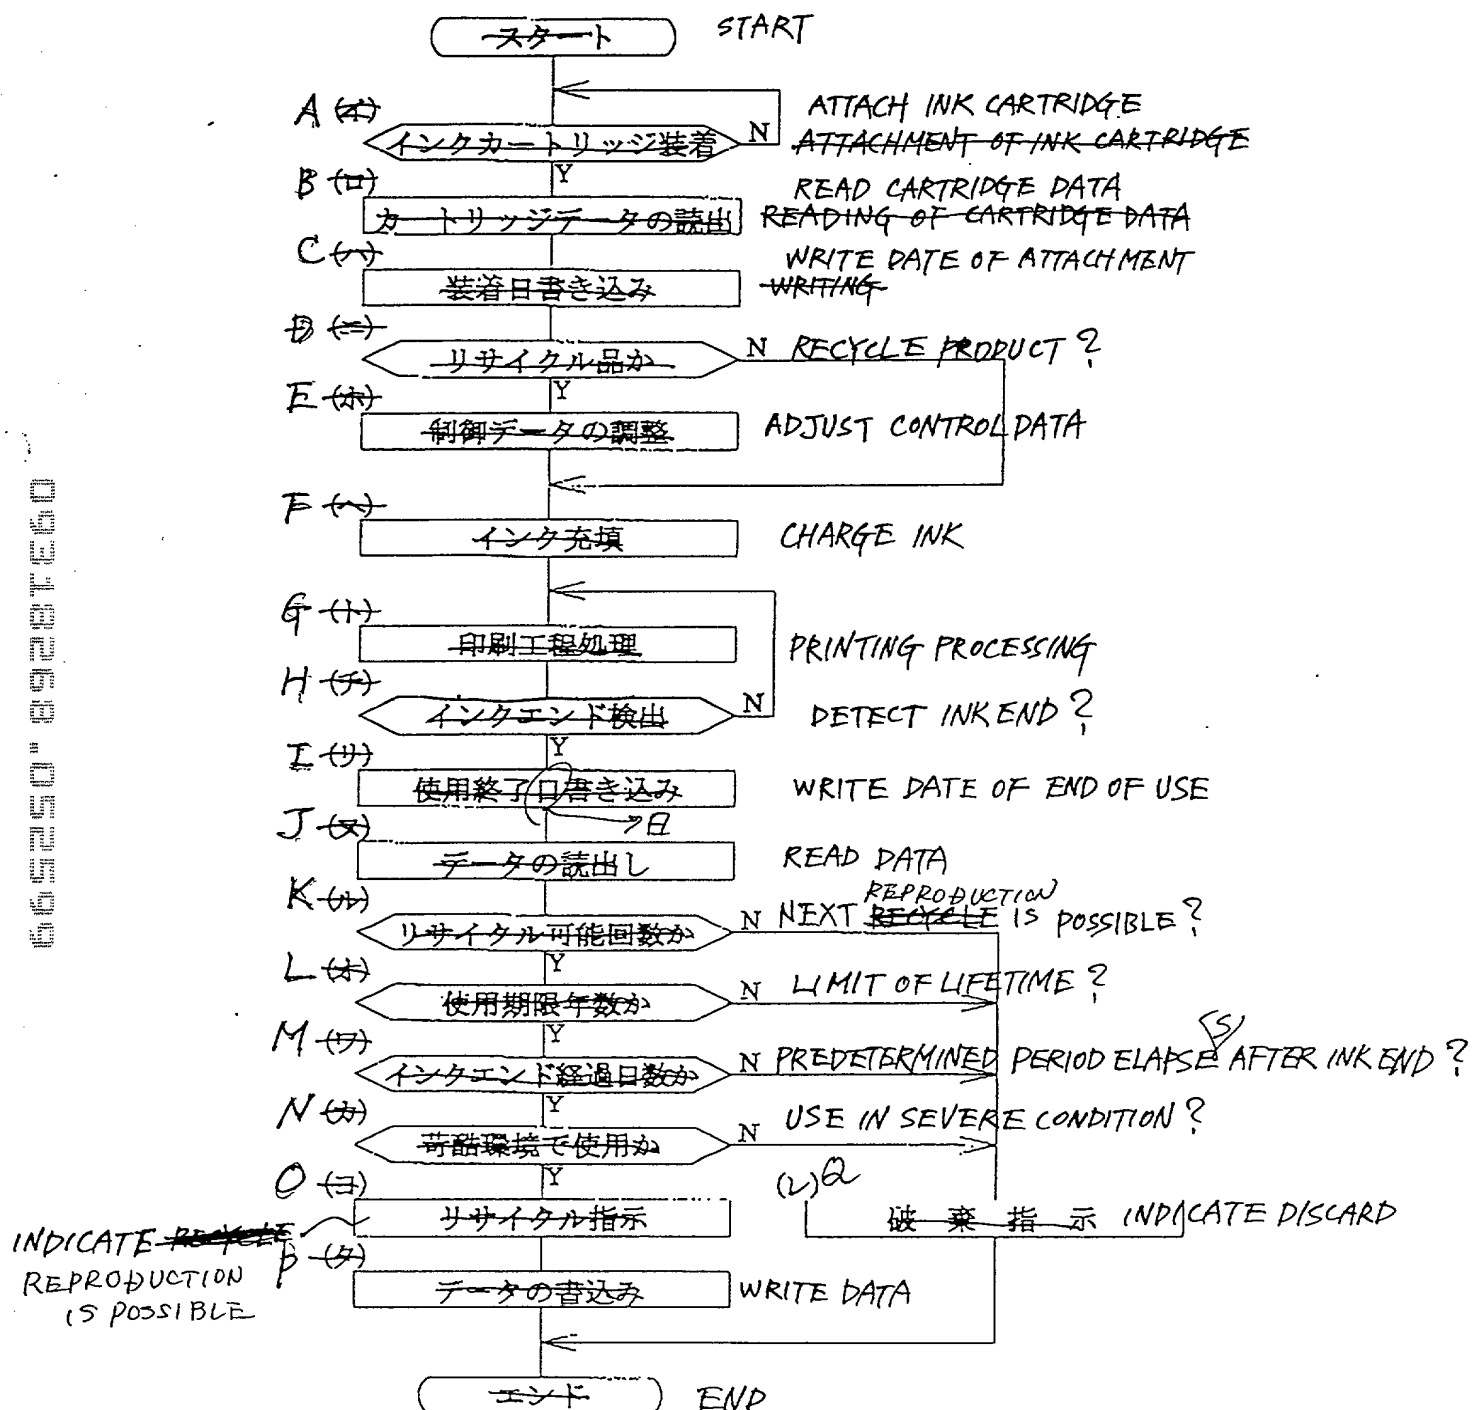 スタート START
A (イ) ATTACH INK CARTRIDGE
インクカートリッジ装着 N ATTACHMENT OF INK CARTRIDGE
Y
B (ロ) READ CARTRIDGE DATA
カートリッジデータの読出 READING OF CARTRIDGE DATA
C (ハ) WRITE DATE OF ATTACHMENT
装着日書き込み WRITING
D (ニ)
リサイクル品か N RECYCLE PRODUCT?
Y
E (ホ)
制御データの調整 ADJUST CONTROL DATA
F (ヘ)
インク充填 CHARGE INK
G (ト)
印刷工程処理 PRINTING PROCESSING
H (チ)
インクエンド検出 N DETECT INK END?
Y
I (リ)
使用終了日書き込み WRITE DATE OF END OF USE
日
J (ヌ)
データの読出し READ DATA
REPRODUCTION
K (ル) N NEXT RECYCLE IS POSSIBLE?
リサイクル可能回数か
Y
L (オ)
使用期限年数か N LIMIT OF LIFETIME?
Y
M (ワ) S
インクエンド経過日数か N PREDETERMINED PERIOD ELAPSE AFTER INK END?
Y
N (カ)
苛酷環境で使用か N USE IN SEVERE CONDITION?
Y
O (ヨ) (レ) Q
リサイクル指示 破棄指示 INDICATE DISCARD
INDICATE RECYCLE
REPRODUCTION
IS POSSIBLE
P (タ)
データの書込み WRITE DATA
エンド END
09318268.052599